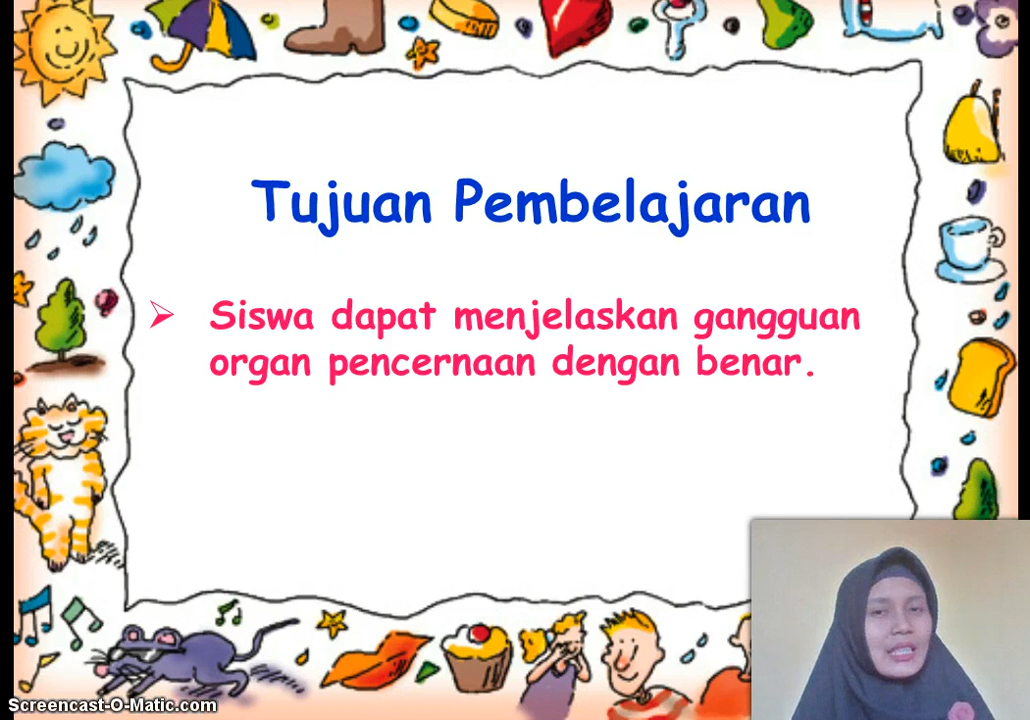 Tujuan Pembelajaran
Siswa dapat menjelaskan gangguan
organ pencernaan dengan benar.
Screencast-O-Matic.com